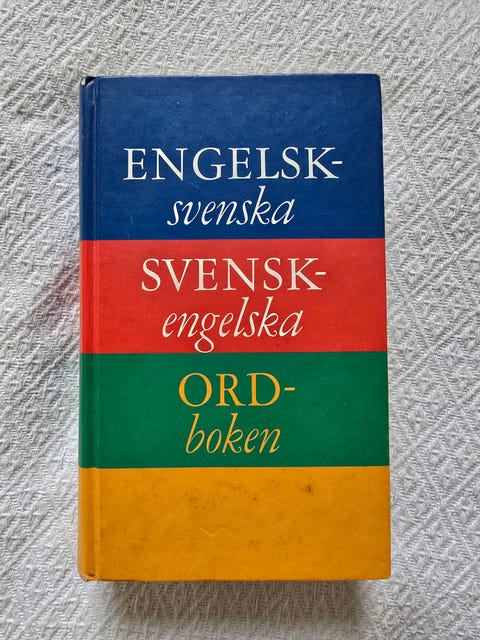 ENGELSK-
svenska
SVENSK-
engelska
ORD-
boken